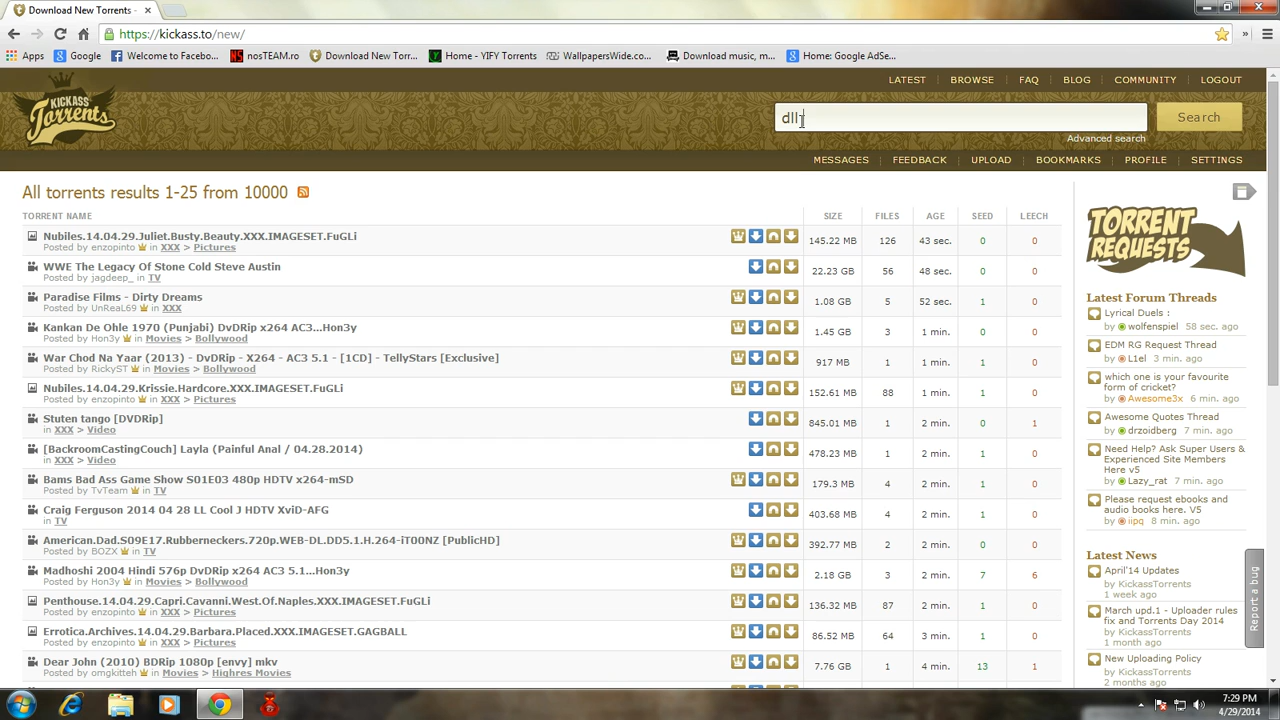 Download New Torrents -
https://kickass.to/new/
Apps Google Welcome to Facebo... nosTEAM.ro Download New Torr... Home - YIFY Torrents WallpapersWide.co... Download music, m... Home: Google AdSe...
LATEST BROWSE FAQ BLOG COMMUNITY LOGOUT
KICKASS
Torrents
dll
Search
Advanced search
MESSAGES FEEDBACK UPLOAD BOOKMARKS PROFILE SETTINGS
All torrents results 1-25 from 10000
TORRENT NAME SIZE FILES AGE SEED LEECH
Nubiles.14.04.29.Juliet.Busty.Beauty.XXX.IMAGESET.FuGLi
Posted by enzopinto in XXX > Pictures
145.22 MB 126 43 sec. 0 0
WWE The Legacy Of Stone Cold Steve Austin
Posted by jagdeep_ in TV
22.23 GB 56 48 sec. 0 0
Paradise Films - Dirty Dreams
Posted by UnReaL69 in XXX
1.08 GB 5 52 sec. 1 0
Kankan De Ohle 1970 (Punjabi) DvDRip x264 AC3...Hon3y
Posted by Hon3y in Movies > Bollywood
1.45 GB 3 1 min. 0 0
War Chod Na Yaar (2013) - DvDRip - X264 - AC3 5.1 - [1CD] - TellyStars [Exclusive]
Posted by RickyST in Movies > Bollywood
917 MB 1 1 min. 1 0
Nubiles.14.04.29.Krissie.Hardcore.XXX.IMAGESET.FuGLi
Posted by enzopinto in XXX > Pictures
152.61 MB 88 1 min. 1 0
Stuten tango [DVDRip]
in XXX > Video
845.01 MB 1 2 min. 0 1
[BackroomCastingCouch] Layla (Painful Anal / 04.28.2014)
in XXX > Video
478.23 MB 1 2 min. 1 0
Bams Bad Ass Game Show S01E03 480p HDTV x264-mSD
Posted by TvTeam in TV
179.3 MB 4 2 min. 1 0
Craig Ferguson 2014 04 28 LL Cool J HDTV XviD-AFG
in TV
403.68 MB 4 2 min. 1 0
American.Dad.S09E17.Rubberneckers.720p.WEB-DL.DD5.1.H.264-iT00NZ [PublicHD]
Posted by BOZX in TV
392.77 MB 2 2 min. 0 0
Madhoshi 2004 Hindi 576p DvDRip x264 AC3 5.1...Hon3y
Posted by Hon3y in Movies > Bollywood
2.18 GB 3 2 min. 7 6
Penthouse.14.04.29.Capri.Cavanni.West.Of.Naples.XXX.IMAGESET.FuGLi
Posted by enzopinto in XXX > Pictures
136.32 MB 87 2 min. 1 0
Errotica.Archives.14.04.29.Barbara.Placed.XXX.IMAGESET.GAGBALL
Posted by enzopinto in XXX > Pictures
86.52 MB 64 3 min. 1 0
Dear John (2010) BDRip 1080p [envy] mkv
Posted by omgkitteh in Movies > Highres Movies
7.76 GB 1 4 min. 13 1
TORRENT
REQUESTS
Latest Forum Threads
Lyrical Duels :
by wolfenspiel 58 sec. ago
EDM RG Request Thread
by L1el 3 min. ago
which one is your favourite
form of cricket?
by Awesome3x 6 min. ago
Awesome Quotes Thread
by drzoidberg 7 min. ago
Need Help? Ask Super Users &
Experienced Site Members
Here v5
by Lazy_rat 7 min. ago
Please request ebooks and
audio books here. V5
by iipq 8 min. ago
Latest News
April'14 Updates
by KickassTorrents
1 week ago
March upd.1 - Uploader rules
fix and Torrents Day 2014
by KickassTorrents
1 month ago
New Uploading Policy
by KickassTorrents
2 months ago
Report a bug
7:29 PM
4/29/2014